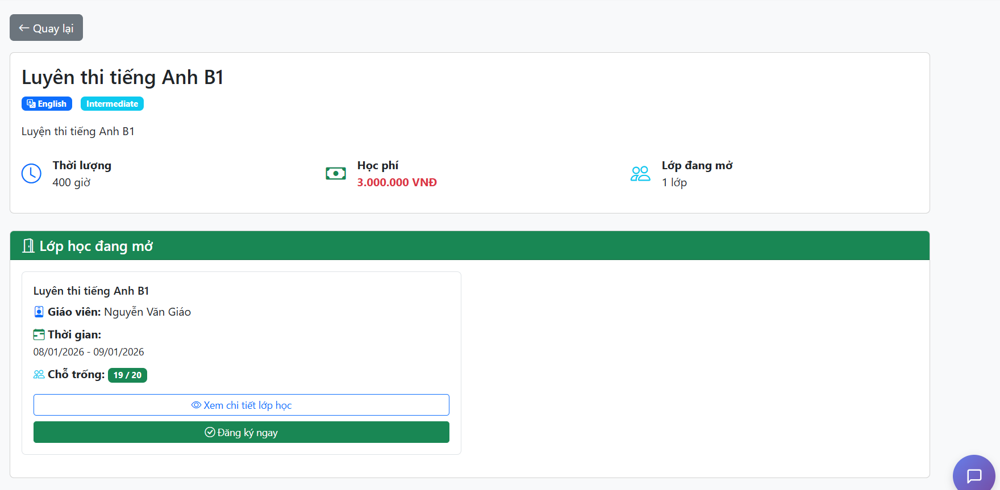 Quay lại
Luyên thi tiếng Anh B1
English Intermediate
Luyện thi tiếng Anh B1
Thời lượng
400 giờ
Học phí
3.000.000 VNĐ
Lớp đang mở
1 lớp
Lớp học đang mở
Luyên thi tiếng Anh B1
Giáo viên: Nguyễn Văn Giáo
Thời gian:
08/01/2026 - 09/01/2026
Chỗ trống: 19 / 20
Xem chi tiết lớp học
Đăng ký ngay